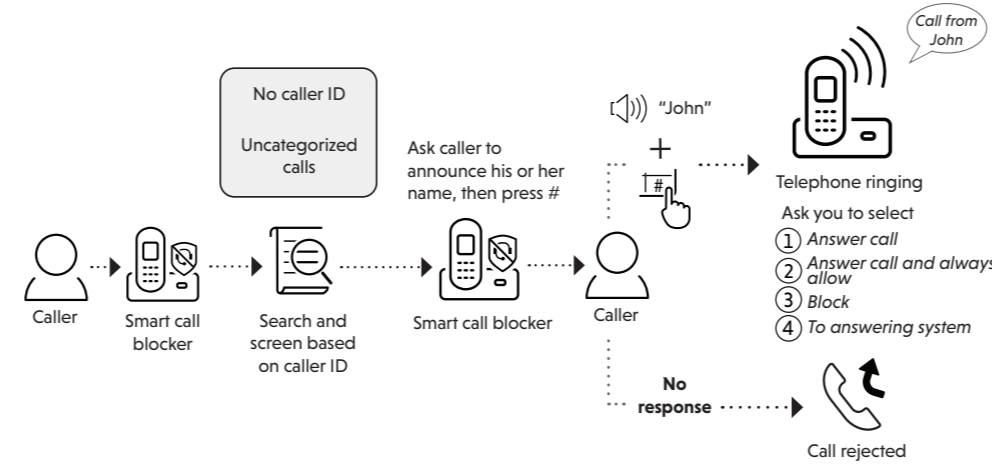 Call from
John
No caller ID
Uncategorized
calls
Ask caller to
announce his or her
name, then press #
"John"
+
#
Telephone ringing
Ask you to select
1 Answer call
2 Answer call and always
allow
3 Block
4 To answering system
Caller
Smart call
blocker
Search and
screen based
on caller ID
Smart call blocker
Caller
No
response
Call rejected